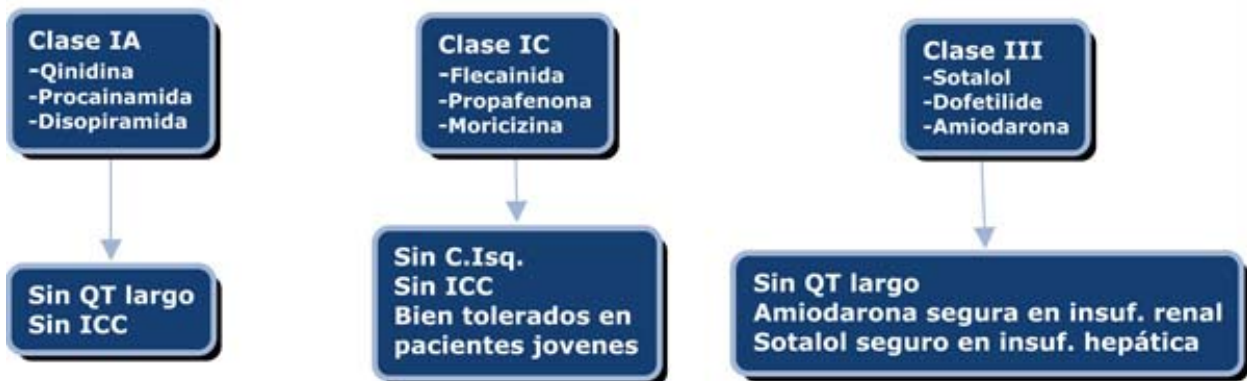 Clase IA
-Qinidina
-Procainamida
-Disopiramida
Sin QT largo
Sin ICC
Clase IC
-Flecainida
-Propafenona
-Moricizina
Sin C.Isq.
Sin ICC
Bien tolerados en
pacientes jovenes
Clase III
-Sotalol
-Dofetilide
-Amiodarona
Sin QT largo
Amiodarona segura en insuf. renal
Sotalol seguro en insuf. hepática